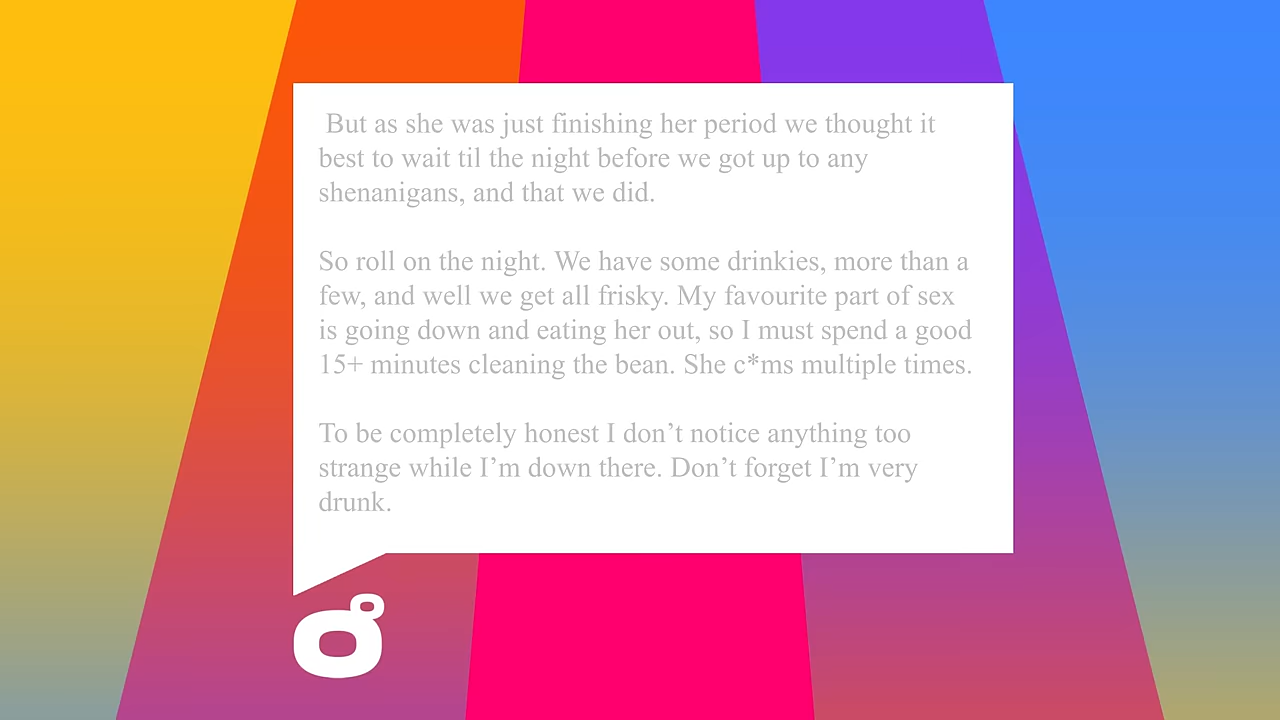 But as she was just finishing her period we thought it
best to wait til the night before we got up to any
shenanigans, and that we did.
So roll on the night. We have some drinkies, more than a
few, and well we get all frisky. My favourite part of sex
is going down and eating her out, so I must spend a good
15+ minutes cleaning the bean. She c*ms multiple times.
To be completely honest I don’t notice anything too
strange while I’m down there. Don’t forget I’m very
drunk.